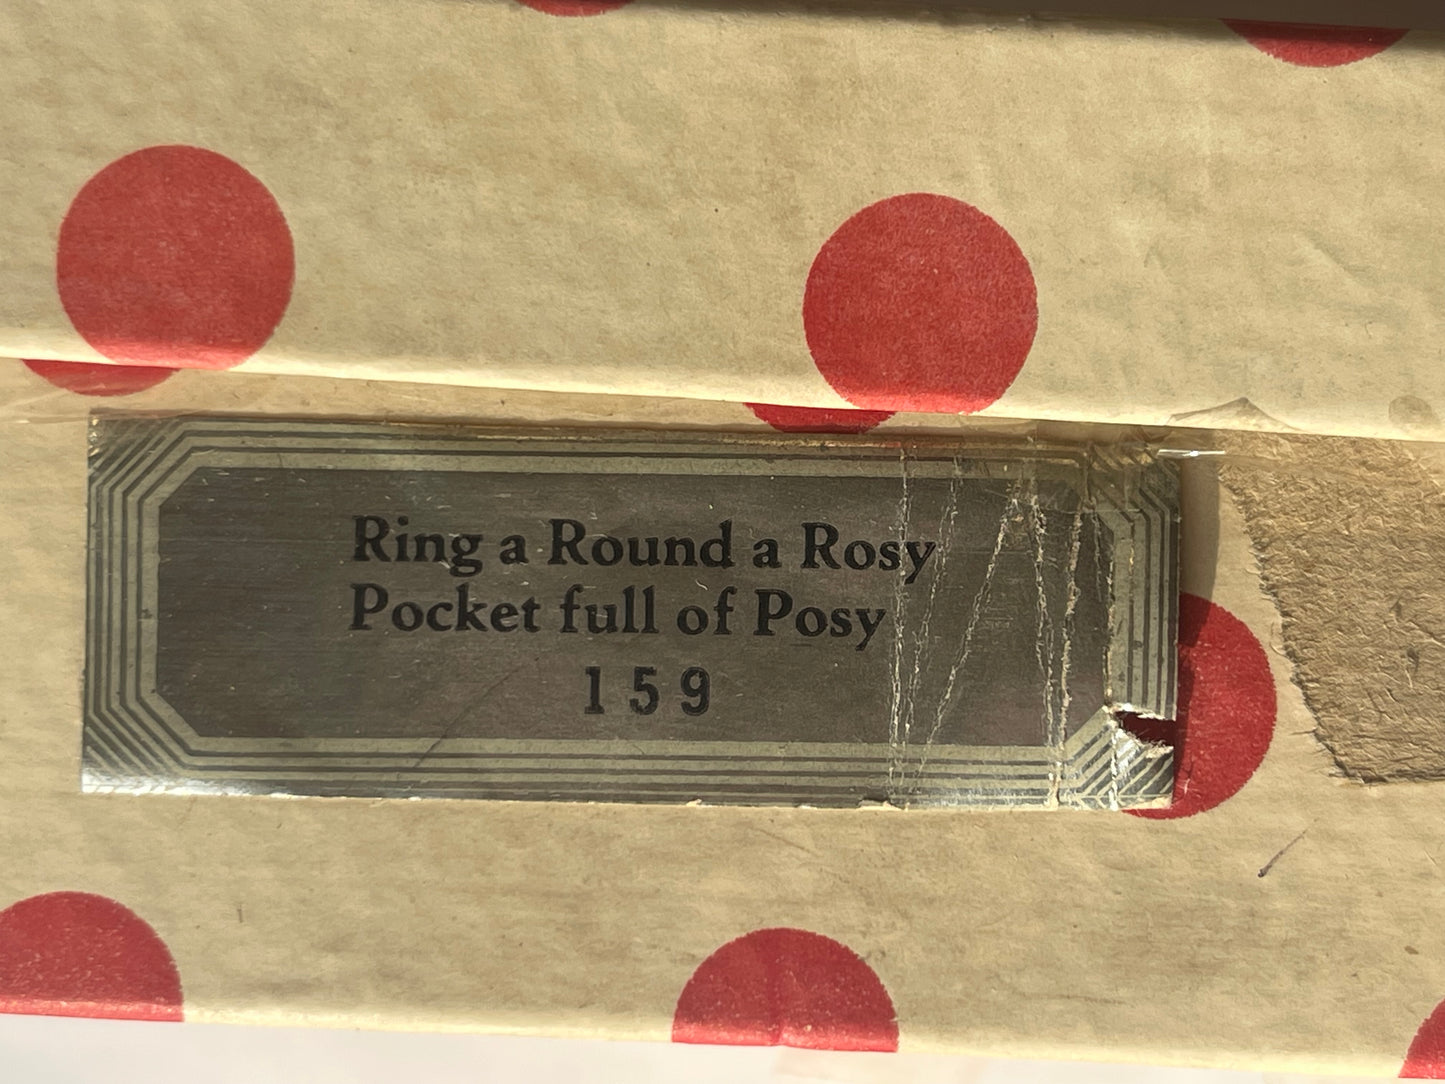 Ring a Round a Rosy
Pocket full of Posy
159